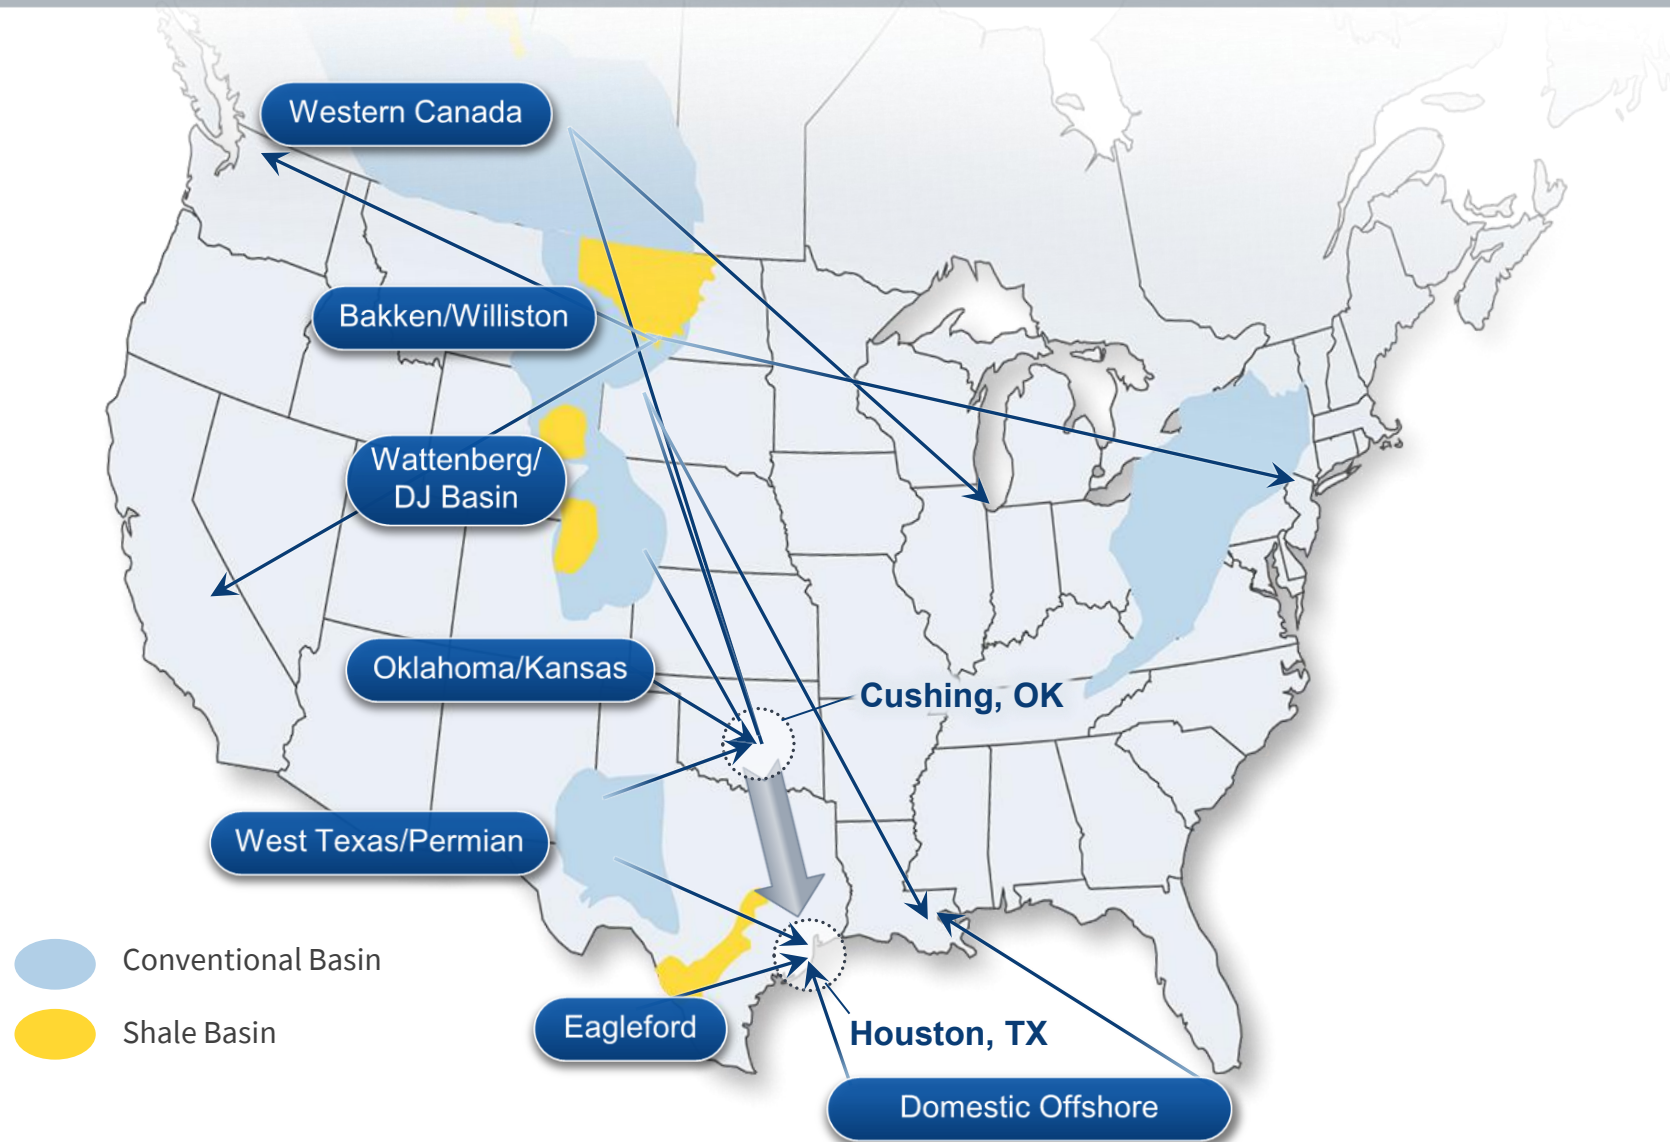 Western Canada
Bakken/Williston
Wattenberg/
DJ Basin
Oklahoma/Kansas
Cushing, OK
West Texas/Permian
Conventional Basin
Shale Basin
Eagleford
Houston, TX
Domestic Offshore